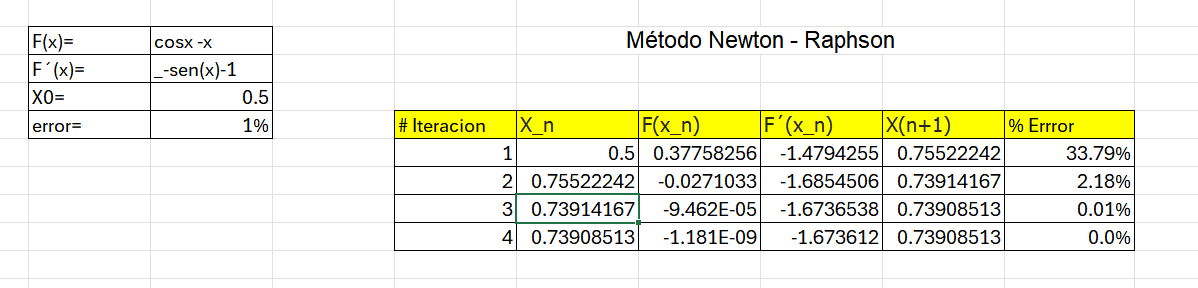 Método Newton - Raphson
F(x)= cosx -x
F´(x)= _-sen(x)-1
X0= 0.5
error= 1%
# Iteracion X_n F(x_n) F´(x_n) X(n+1) % Errror
1 0.5 0.37758256 -1.4794255 0.75522242 33.79%
2 0.75522242 -0.0271033 -1.6854506 0.73914167 2.18%
3 0.73914167 -9.462E-05 -1.6736538 0.73908513 0.01%
4 0.73908513 -1.181E-09 -1.673612 0.73908513 0.0%